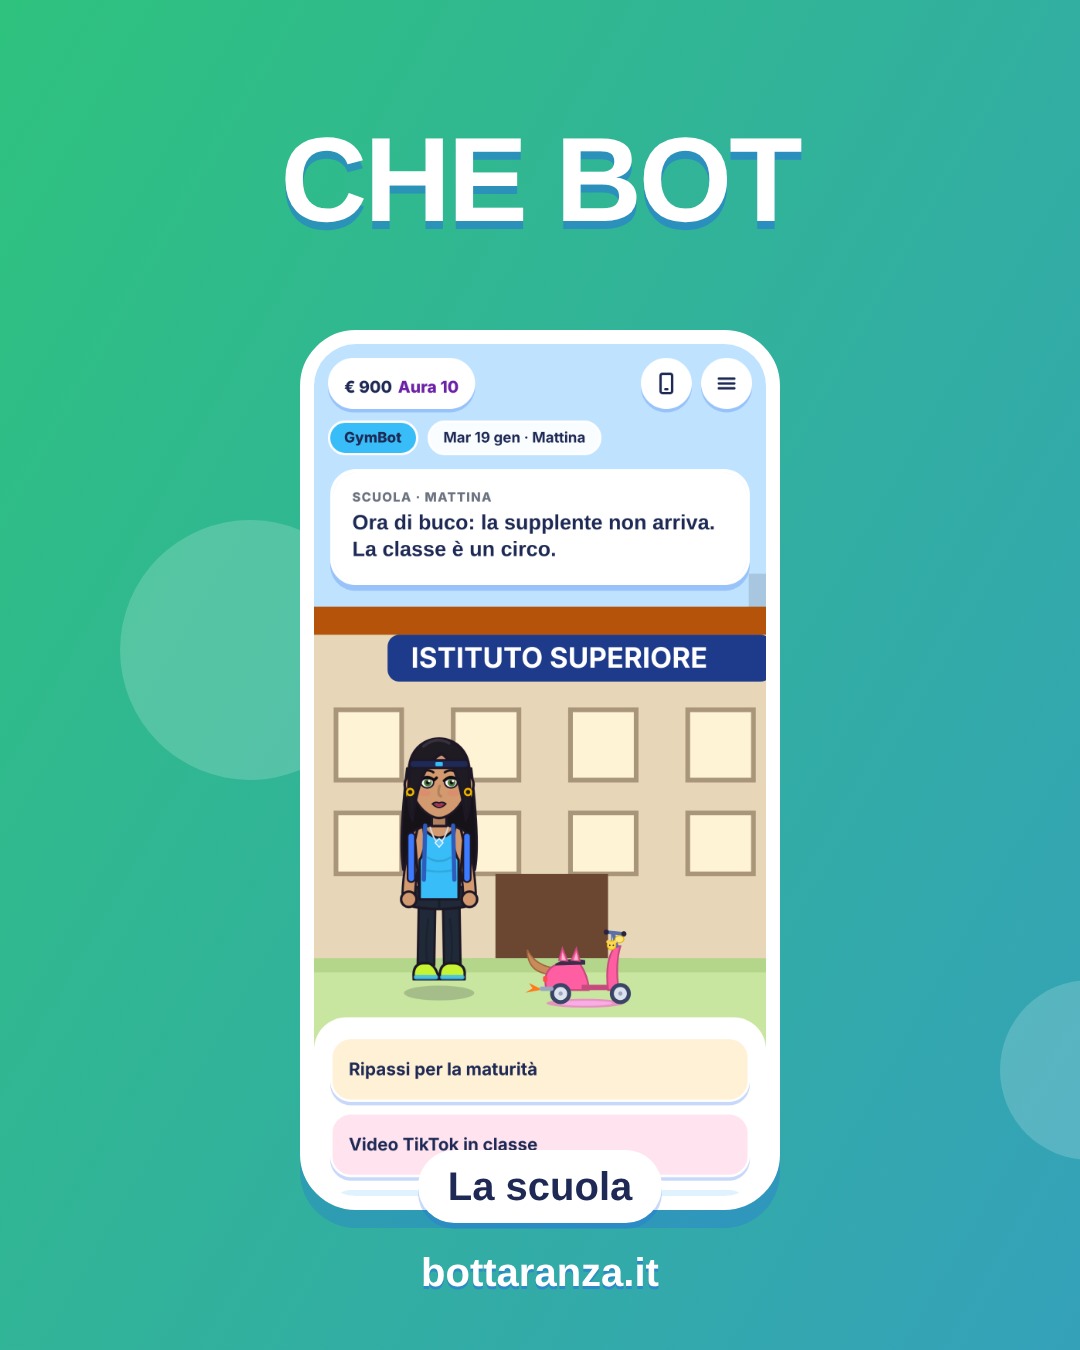 CHE BOT
€ 900 Aura 10
GymBot
Mar 19 gen · Mattina
SCUOLA · MATTINA
Ora di buco: la supplente non arriva.
La classe è un circo.
ISTITUTO SUPERIORE
Ripassi per la maturità
Video TikTok in classe
La scuola
bottaranza.it